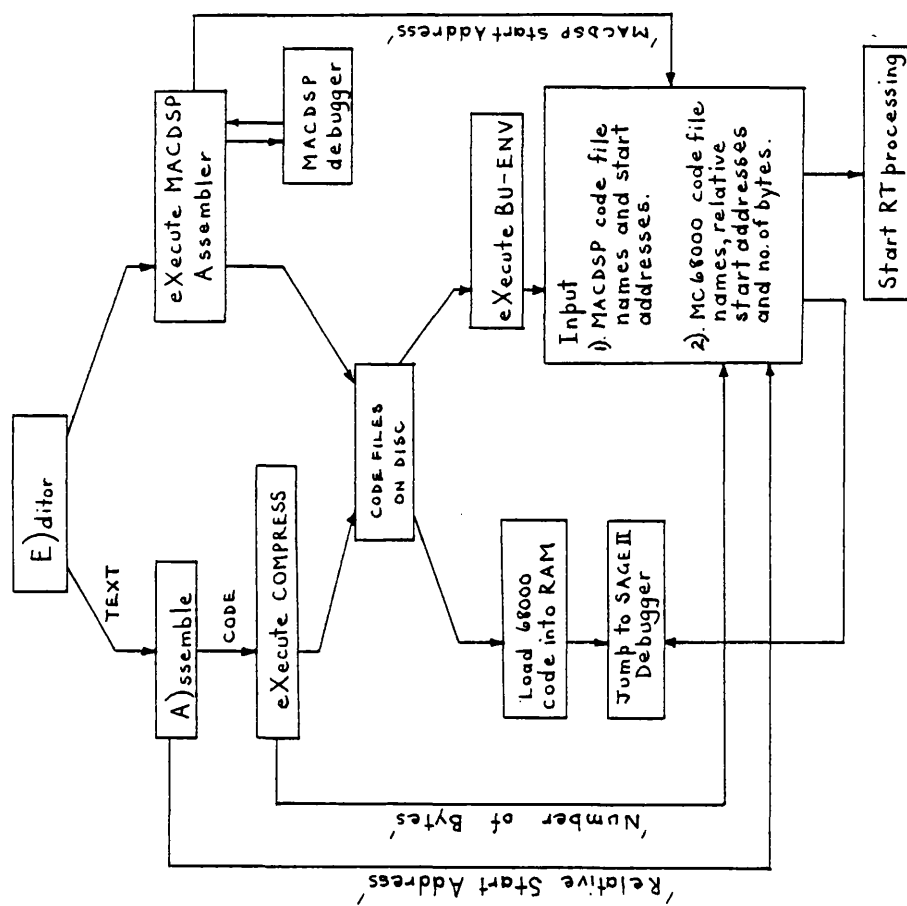 E)ditor
TEXT
A)ssemble
CODE
eXecute COMPRESS
eXecute MACDSP
Assembler
MACDSP
debugger
CODE FILES
ON DISC
Load 68000
code into RAM
Jump to SAGE II
Debugger
eXecute BU-ENV
Input
1). MACDSP code file
names and start
addresses.
2). MC68000 code file
names, relative
start addresses
and no. of bytes.
Start RT processing
'MACDSP Start Address'
'Number of Bytes'
'Relative Start Address'